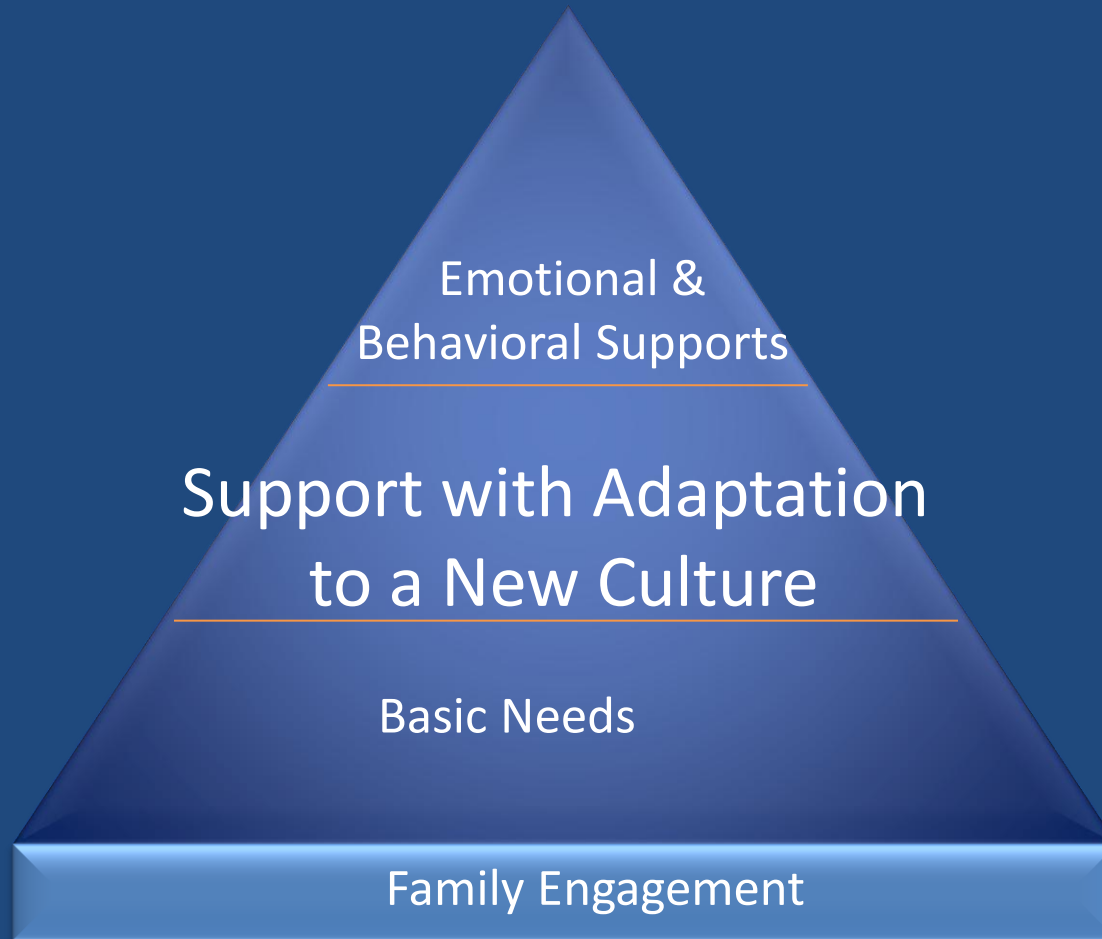 Emotional &
Behavioral Supports
Support with Adaptation
to a New Culture
Basic Needs
Family Engagement